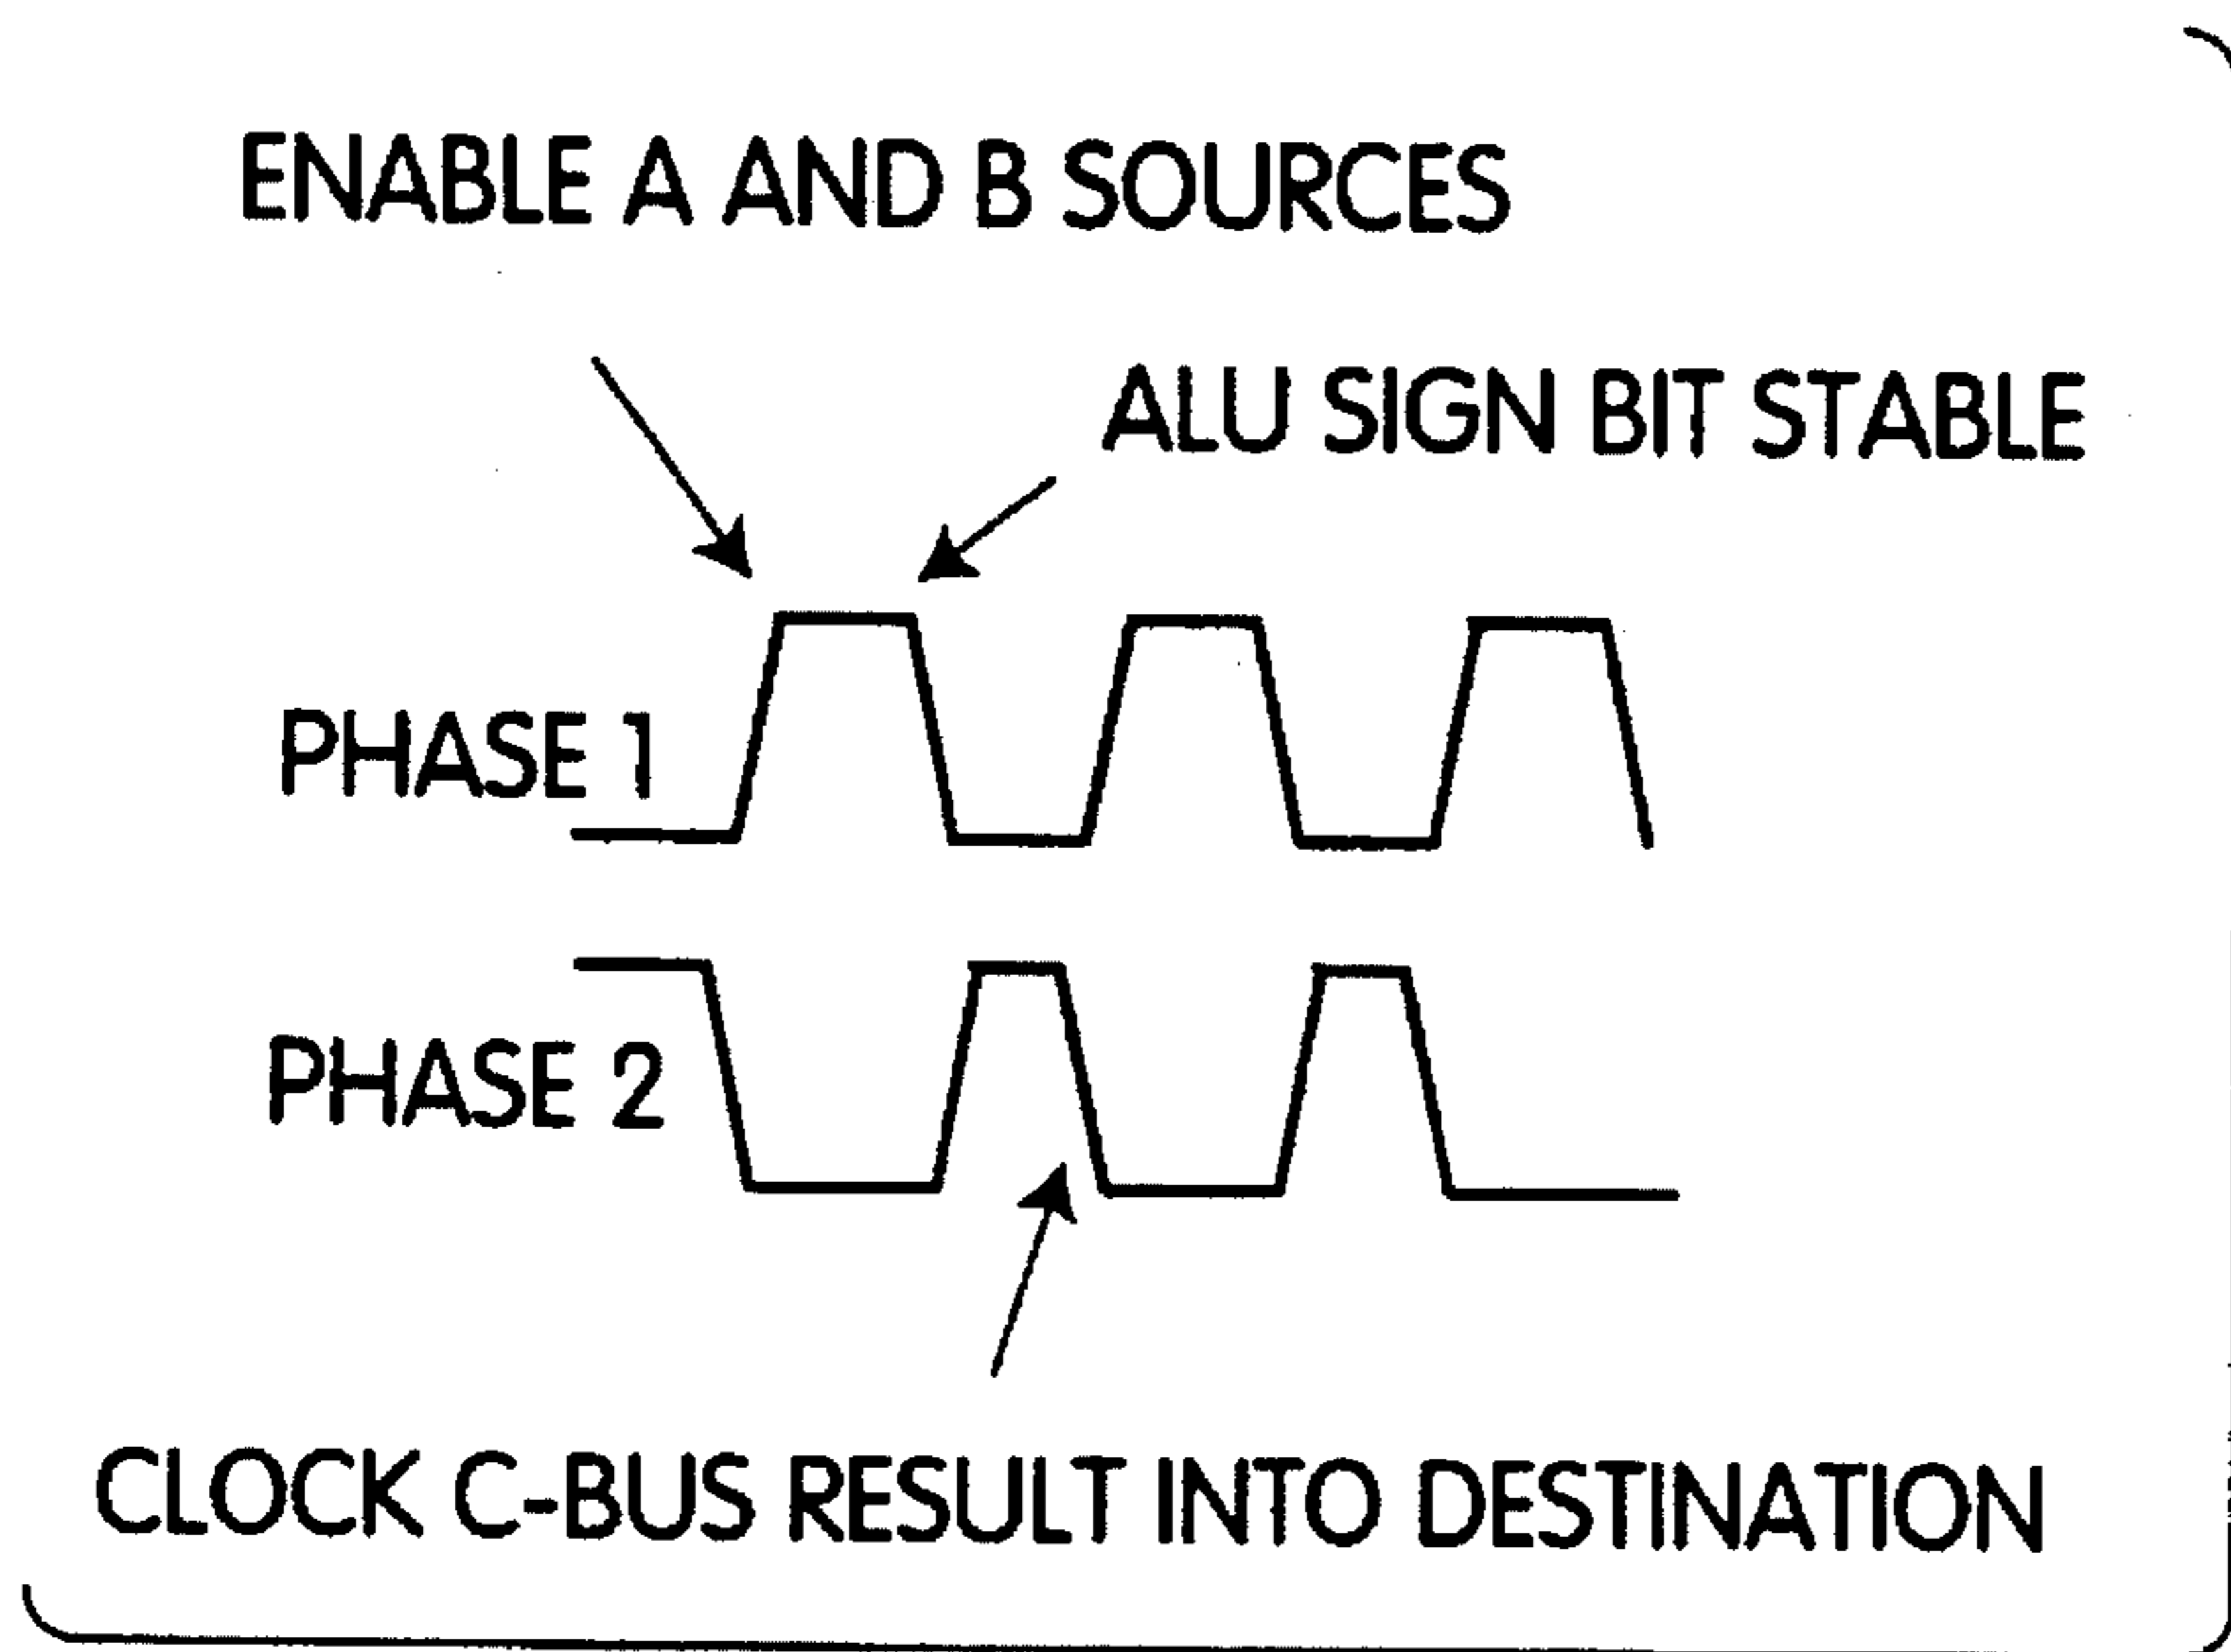 ENABLE A AND B SOURCES
ALU SIGN BIT STABLE
PHASE 1
PHASE 2
CLOCK C-BUS RESULT INTO DESTINATION